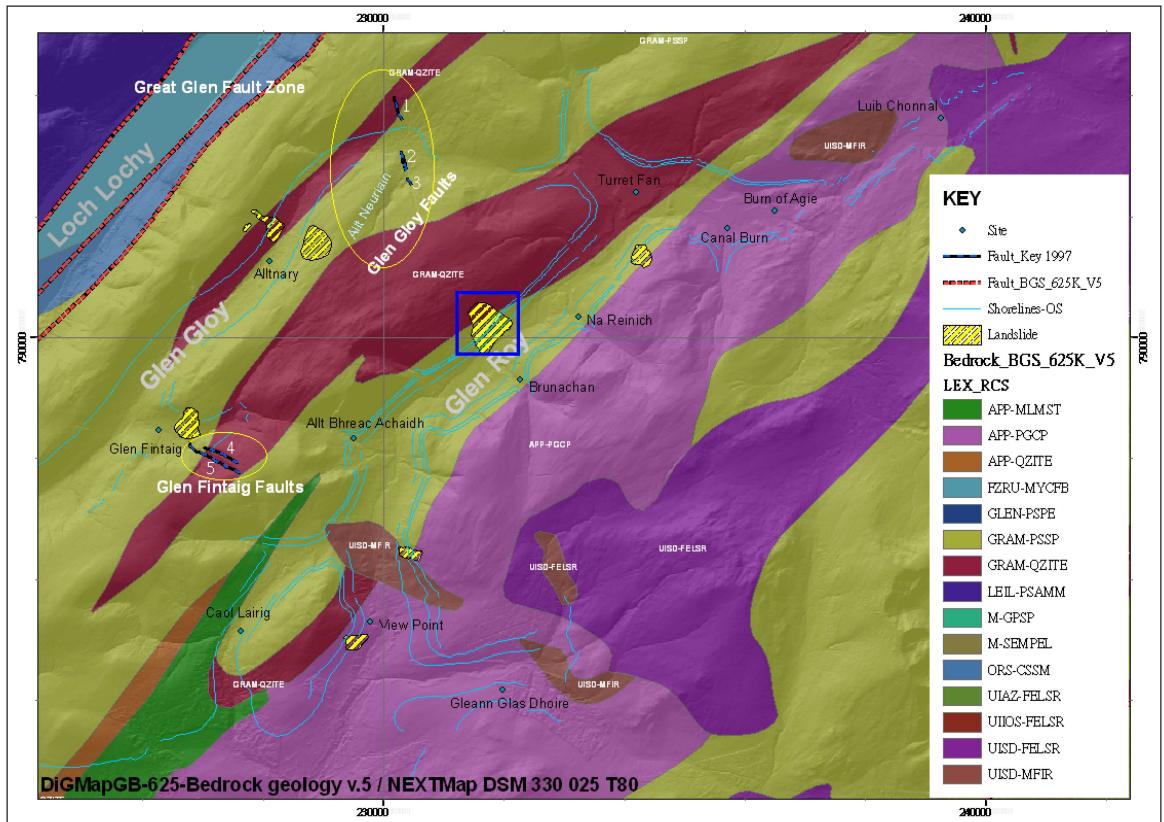 230000
240000
GRAM-PSSP
GRAM-QZITE
Great Glen Fault Zone
1
Luib Chonnal
Loch Lochy
2
UISD-MFIR
3
Allt Neuriain
Turret Fan
Burn of Agie
Glen Gloy Faults
Canal Burn
Alltnary
GRAM-QZITE
Glen Gloy
Na Reinich
790000
790000
Glen Roy
Brunachan
Allt Bhreac Achaidh
Glen Fintaig
4
5
APP-PGCP
Glen Fintaig Faults
UISD-MFIR
UISD-FELSR
UISD-FELSR
Caol Lairig
View Point
GRAM-QZITE
UISD-MFIR
Gleann Glas Dhoire
DiGMapGB-625-Bedrock geology v.5 / NEXTMap DSM 330 025 T80
QZITE
230000
240000
KEY
Site
Fault_Key 1997
Fault_BGS_625K_V5
Shorelines-OS
Landslide
Bedrock_BGS_625K_V5
LEX_RCS
APP-MLMST
APP-PGCP
APP-QZITE
FZRU-MYCFB
GLEN-PSPE
GRAM-PSSP
GRAM-QZITE
LEIL-PSAMM
M-GPSP
M-SEMPEL
ORS-CSSM
UIAZ-FELSR
UIIOS-FELSR
UISD-FELSR
UISD-MFIR